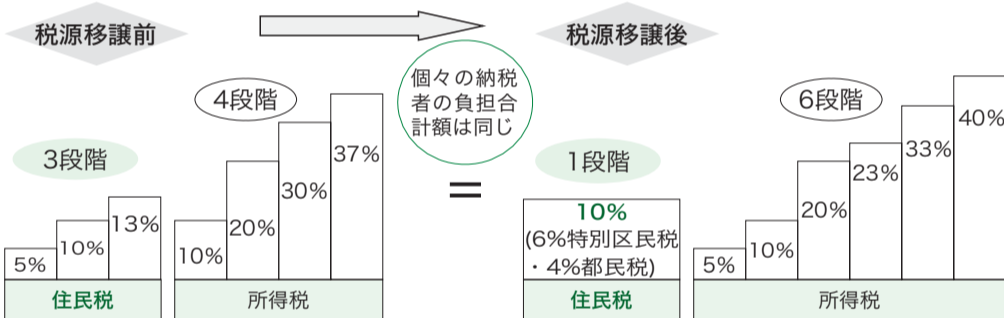 税源移譲前
税源移譲後
個々の納税
者の負担合
計額は同じ
3段階
4段階
5%
10%
13%
住民税
10%
20%
30%
37%
所得税
＝
1段階
6段階
10%
(6%特別区民税
・4%都民税)
住民税
5%
10%
20%
23%
33%
40%
所得税